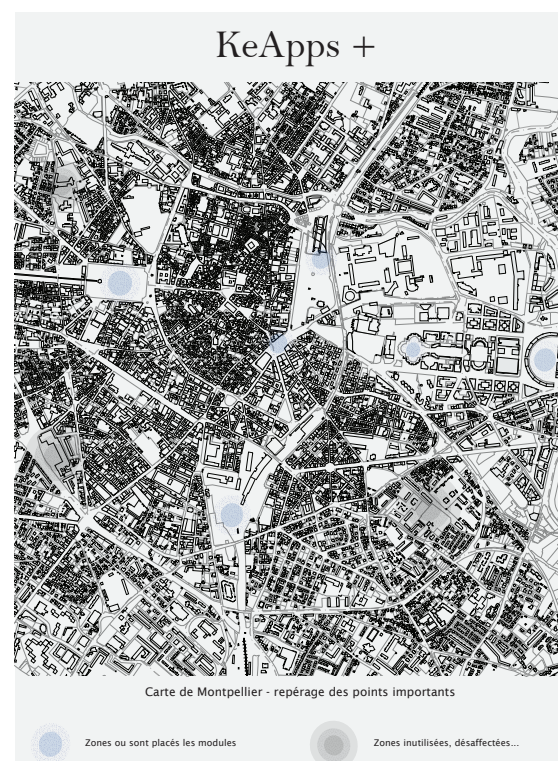 KeApps +
Carte de Montpellier - repérage des points importants
Zones ou sont placés les modules
Zones inutilisées, désaffectées...